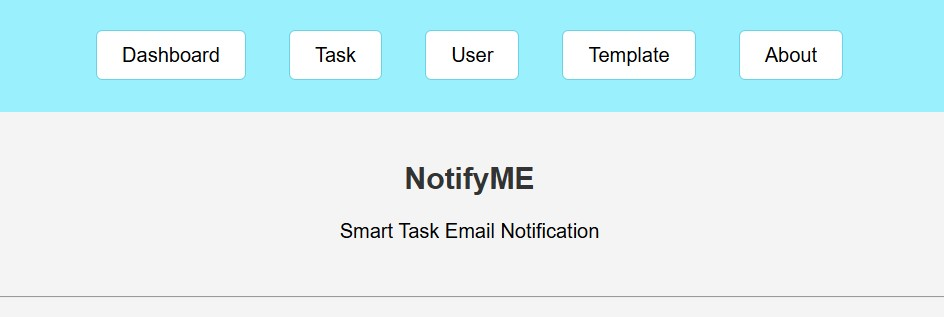 Dashboard Task User Template About
NotifyME
Smart Task Email Notification